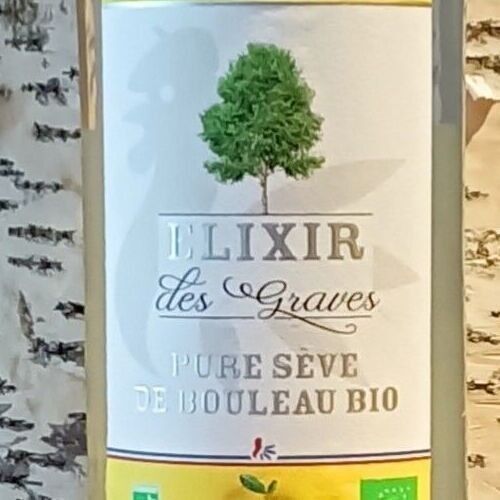 ELIXIR
des Graves
PURE SÈVE
DE BOULEAU BIO